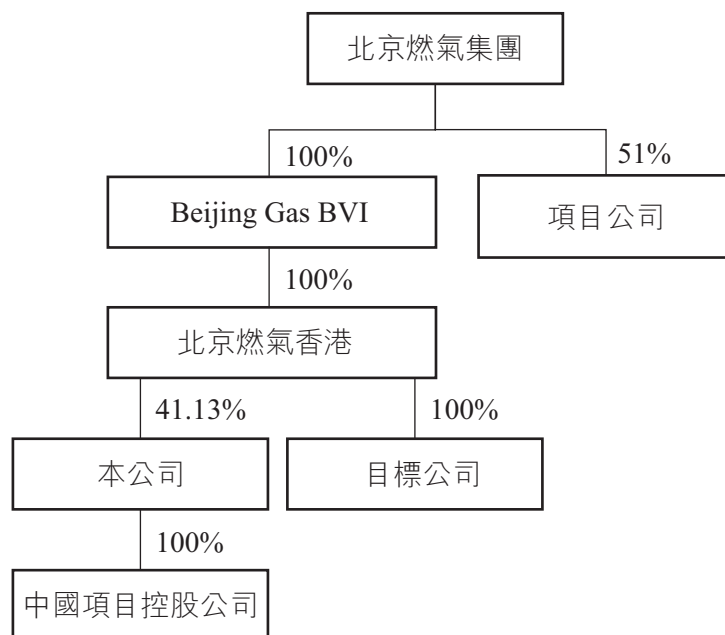 北京燃氣集團
100%
51%
Beijing Gas BVI
項目公司
100%
北京燃氣香港
41.13%
100%
本公司
目標公司
100%
中國項目控股公司